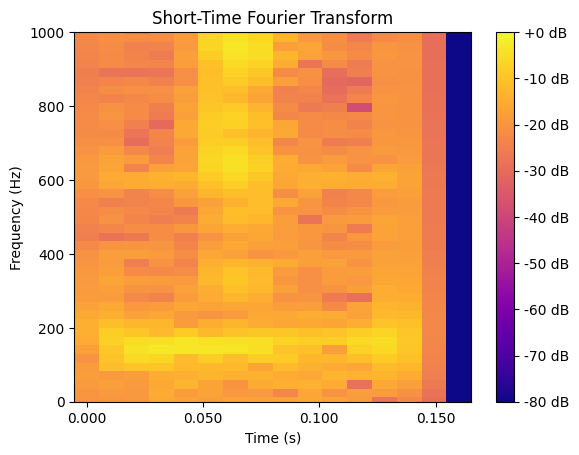 Short-Time Fourier Transform
1000
800
600
400
200
0
Frequency (Hz)
0.000
0.050
0.100
0.150
Time (s)
+0 dB
-10 dB
-20 dB
-30 dB
-40 dB
-50 dB
-60 dB
-70 dB
-80 dB